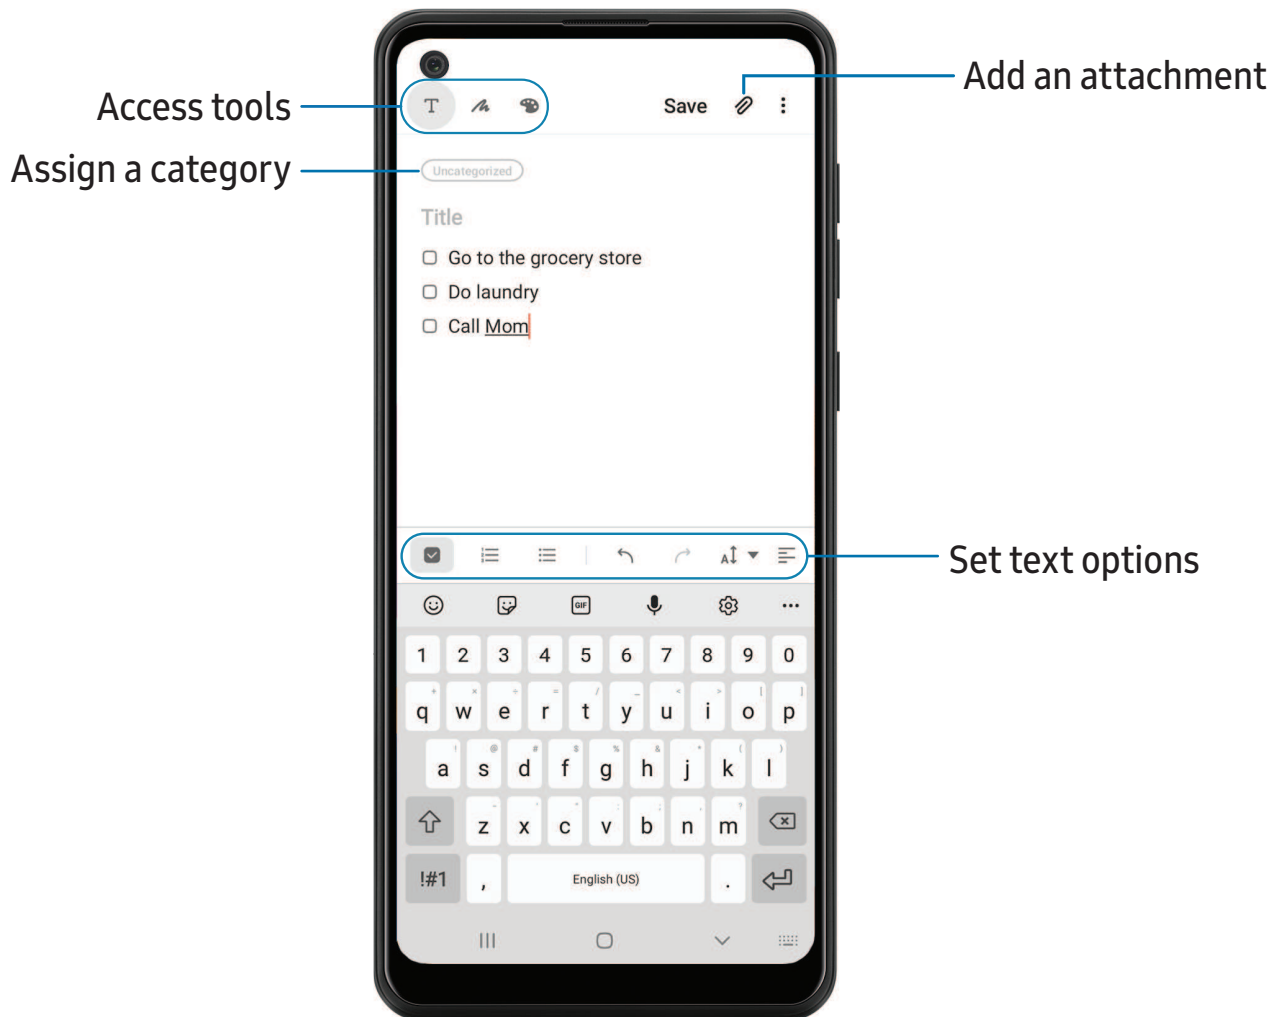 Add an attachment
Access tools
T
Save
Assign a category
Uncategorized
Title
Go to the grocery store
Do laundry
Call Mom
Set text options
A
GIF
1 2 3 4 5 6 7 8 9 0
q w e r t y u i o p
a s d f g h j k l
z x c v b n m
!#1 , English (US) .